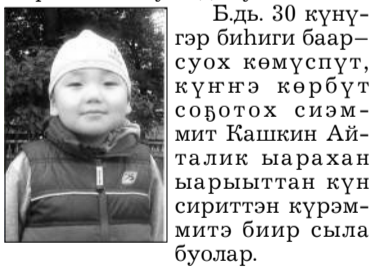 Б.дь. 30 күнү-
гэр биһиги баар–
суох көмүспүт,
күҥҥэ көрбүт
соҕотох сиэм-
мит Кашкин Ай-
талик ыарахан
ыарыыттан күн
сириттэн күрэм-
митэ биир сыла
буолар.